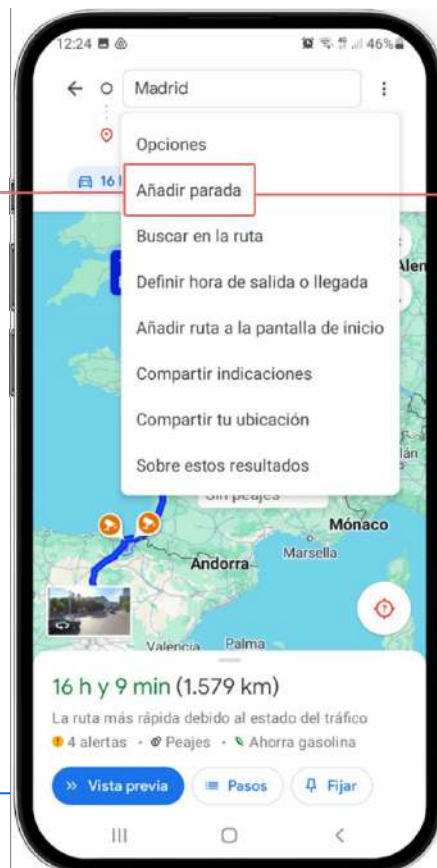 12:24 46%
Madrid
Opciones
16
Añadir parada
Buscar en la ruta
Definir hora de salida o llegada
Añadir ruta a la pantalla de inicio
Compartir indicaciones
Compartir tu ubicación
Sobre estos resultados
Sin peajes
Mónaco
Marsella
Andorra
Valencia Palma
16 h y 9 min (1.579 km)
La ruta más rápida debido al estado del tráfico
4 alertas • Peajes • Ahorra gasolina
Vista previa Pasos Fijar